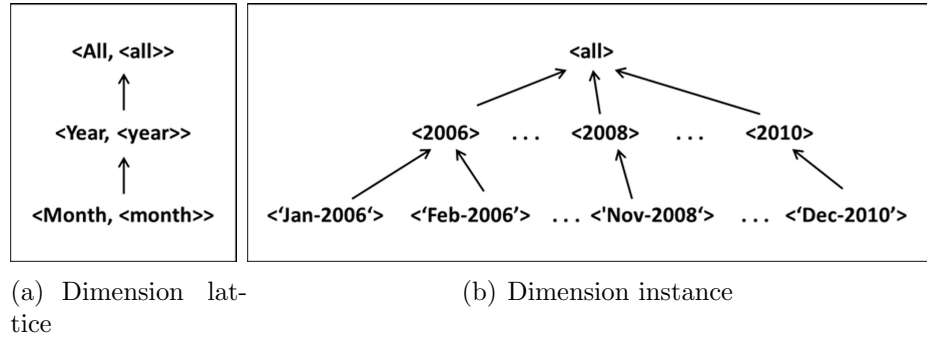 <All, <all>>
<Year, <year>>
<Month, <month>>
<all>
<2006> . . . <2008> . . . <2010>
<‘Jan-2006‘> <‘Feb-2006’> . . . <'Nov-2008‘> . . . <‘Dec-2010’>
(a) Dimension lat-
tice
(b) Dimension instance